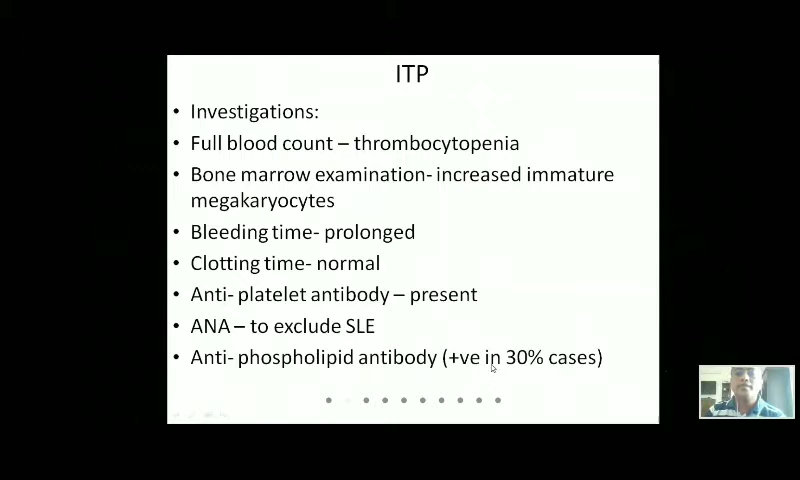 ITP
• Investigations:
• Full blood count – thrombocytopenia
• Bone marrow examination- increased immature
megakaryocytes
• Bleeding time- prolonged
• Clotting time- normal
• Anti- platelet antibody – present
• ANA – to exclude SLE
• Anti- phospholipid antibody (+ve in 30% cases)